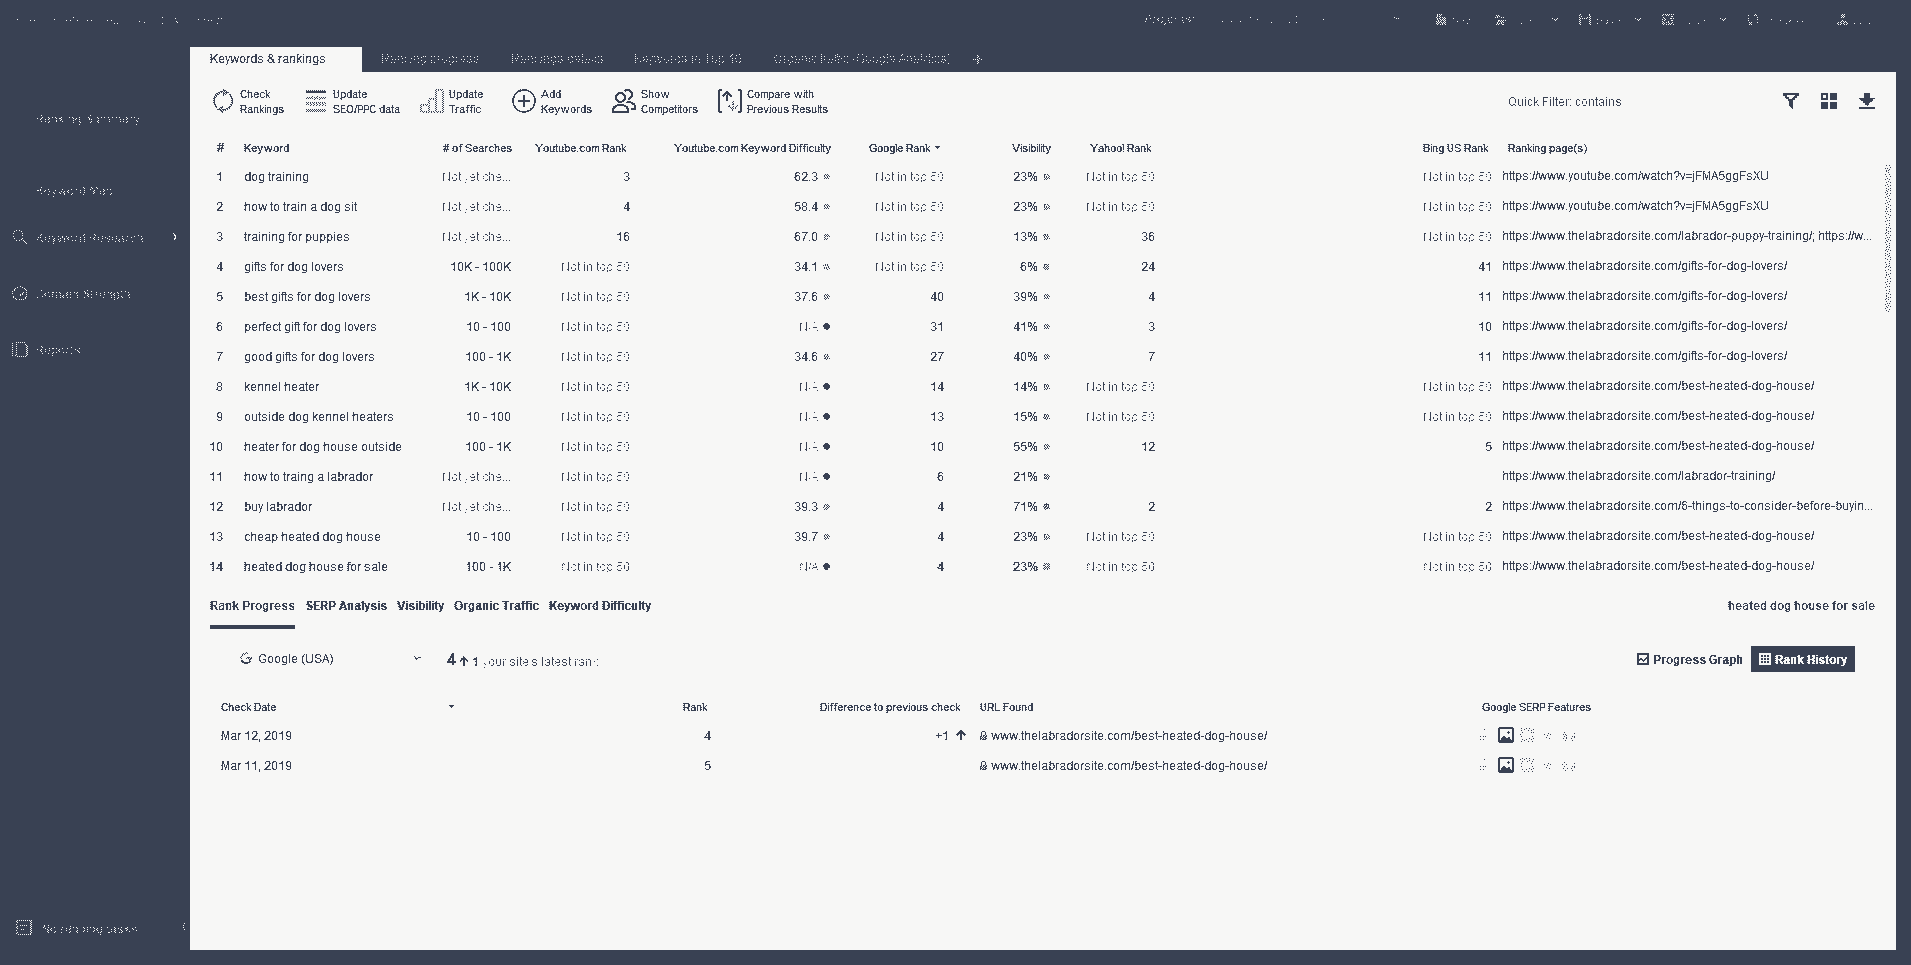 Keywords & rankings
Check Rankings
Update SEO/PPC data
Update Traffic
Add Keywords
Show Competitors
Compare with Previous Results
Quick Filter: contains
# Keyword # of Searches Youtube.com Rank Youtube.com Keyword Difficulty Google Rank Visibility Yahoo! Rank Bing US Rank Ranking page(s)
1 dog training Not yet che... 3 62.3 Not in top 50 23% Not in top 50 Not in top 50 https://www.youtube.com/watch?v=jFMA5ggFsXU
2 how to train a dog sit Not yet che... 4 58.4 Not in top 50 23% Not in top 50 Not in top 50 https://www.youtube.com/watch?v=jFMA5ggFsXU
3 training for puppies Not yet che... 16 67.0 Not in top 50 13% 36 Not in top 50 https://www.thelabradorsite.com/labrador-puppy-training/; https://w...
4 gifts for dog lovers 10K - 100K Not in top 50 34.1 Not in top 50 6% 24 41 https://www.thelabradorsite.com/gifts-for-dog-lovers/
5 best gifts for dog lovers 1K - 10K Not in top 50 37.6 40 39% 4 11 https://www.thelabradorsite.com/gifts-for-dog-lovers/
6 perfect gift for dog lovers 10 - 100 Not in top 50 N/A 31 41% 3 10 https://www.thelabradorsite.com/gifts-for-dog-lovers/
7 good gifts for dog lovers 100 - 1K Not in top 50 34.6 27 40% 7 11 https://www.thelabradorsite.com/gifts-for-dog-lovers/
8 kennel heater 1K - 10K Not in top 50 N/A 14 14% Not in top 50 Not in top 50 https://www.thelabradorsite.com/best-heated-dog-house/
9 outside dog kennel heaters 10 - 100 Not in top 50 N/A 13 15% Not in top 50 Not in top 50 https://www.thelabradorsite.com/best-heated-dog-house/
10 heater for dog house outside 100 - 1K Not in top 50 N/A 10 55% 12 5 https://www.thelabradorsite.com/best-heated-dog-house/
11 how to traing a labrador Not yet che... Not in top 50 N/A 6 21% https://www.thelabradorsite.com/labrador-training/
12 buy labrador Not yet che... Not in top 50 39.3 4 71% 2 2 https://www.thelabradorsite.com/6-things-to-consider-before-buyin...
13 cheap heated dog house 10 - 100 Not in top 50 39.7 4 23% Not in top 50 Not in top 50 https://www.thelabradorsite.com/best-heated-dog-house/
14 heated dog house for sale 100 - 1K Not in top 50 N/A 4 23% Not in top 50 Not in top 50 https://www.thelabradorsite.com/best-heated-dog-house/
Rank Progress SERP Analysis Visibility Organic Traffic Keyword Difficulty heated dog house for sale
Google (USA) 4 1 your site's latest rank Progress Graph Rank History
Check Date Rank Difference to previous check URL Found Google SERP Features
Mar 12, 2019 4 +1 www.thelabradorsite.com/best-heated-dog-house/
Mar 11, 2019 5 www.thelabradorsite.com/best-heated-dog-house/
Ranking Summary
Keyword Map
Keyword Research
Domain Strength
Reports